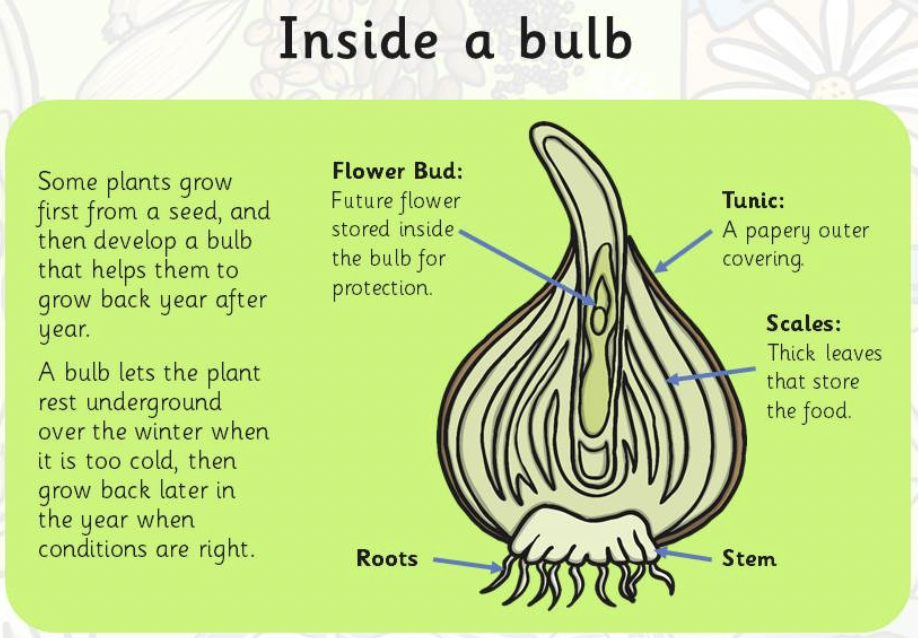 Inside a bulb
Some plants grow
first from a seed, and
then develop a bulb
that helps them to
grow back year after
year.
A bulb lets the plant
rest underground
over the winter when
it is too cold, then
grow back later in
the year when
conditions are right.
Flower Bud:
Future flower
stored inside
the bulb for
protection.
Tunic:
A papery outer
covering.
Scales:
Thick leaves
that store
the food.
Roots
Stem